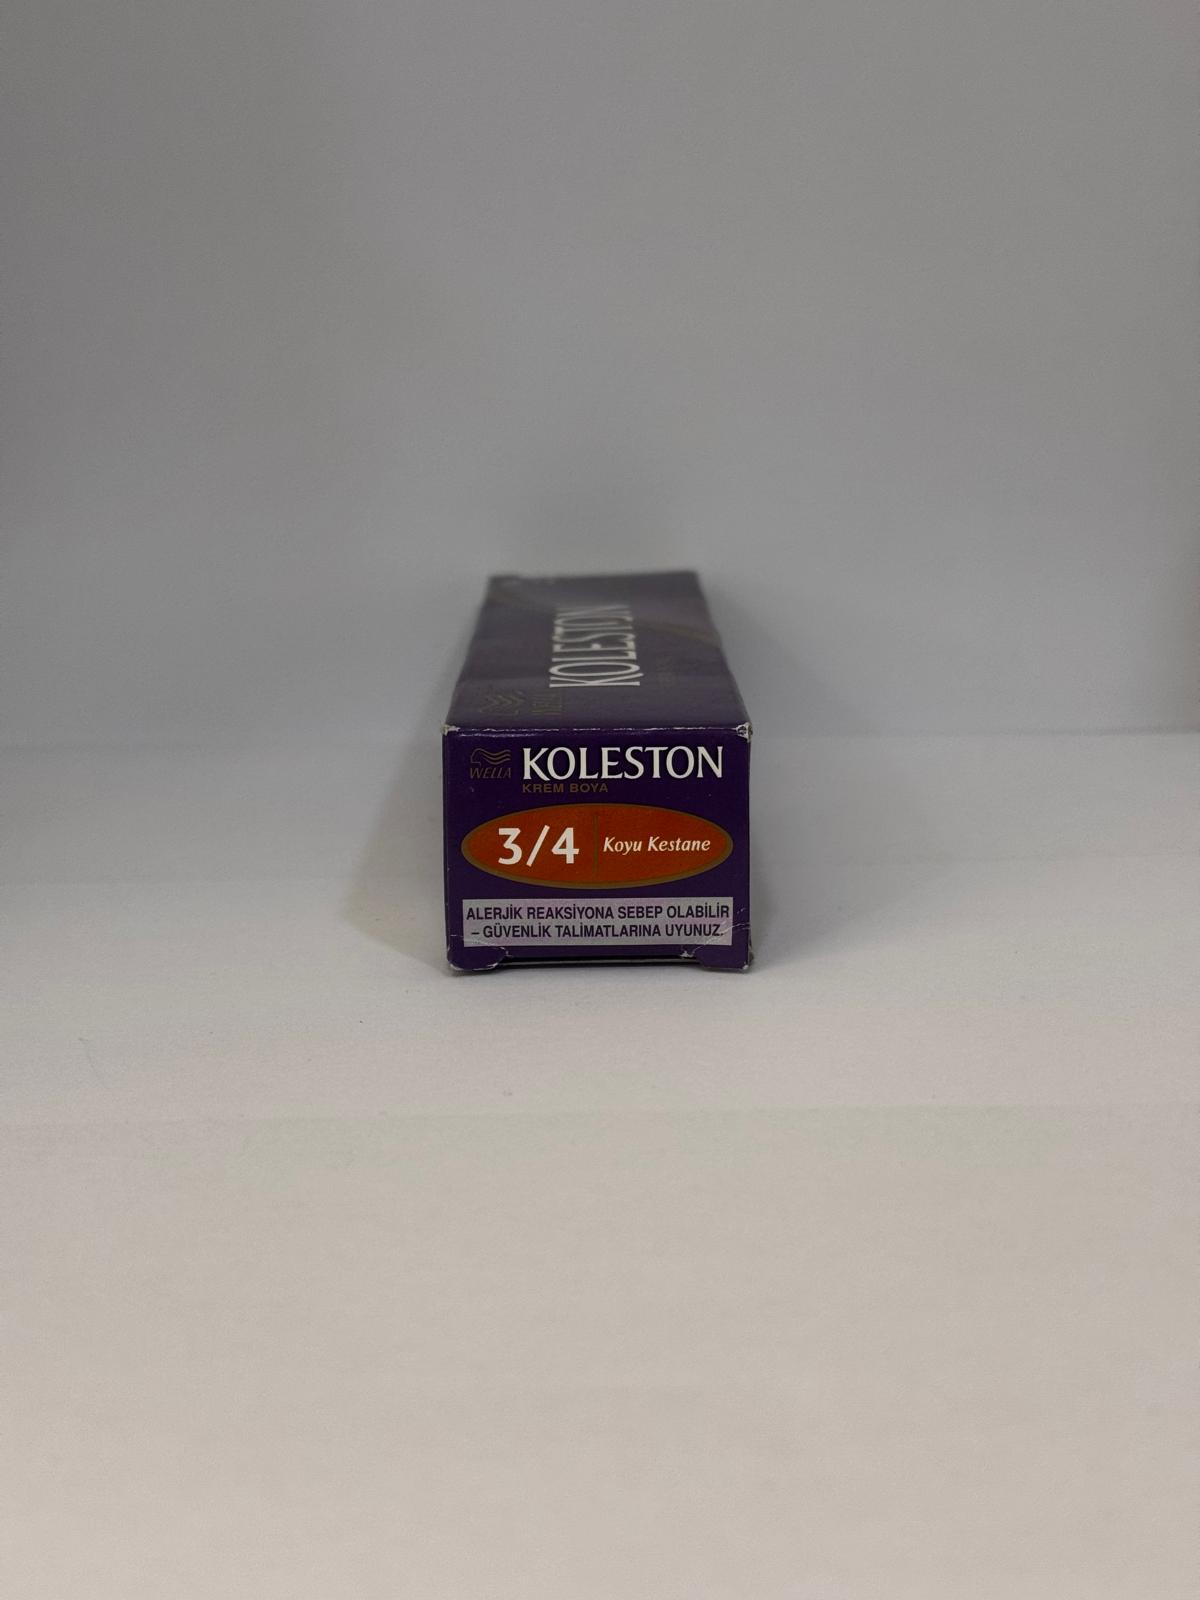 KOLESTON
WELLA
WELLA KOLESTON
KREM BOYA
3/4 Koyu Kestane
ALERJİK REAKSİYONA SEBEP OLABİLİR
– GÜVENLİK TALİMATLARINA UYUNUZ.